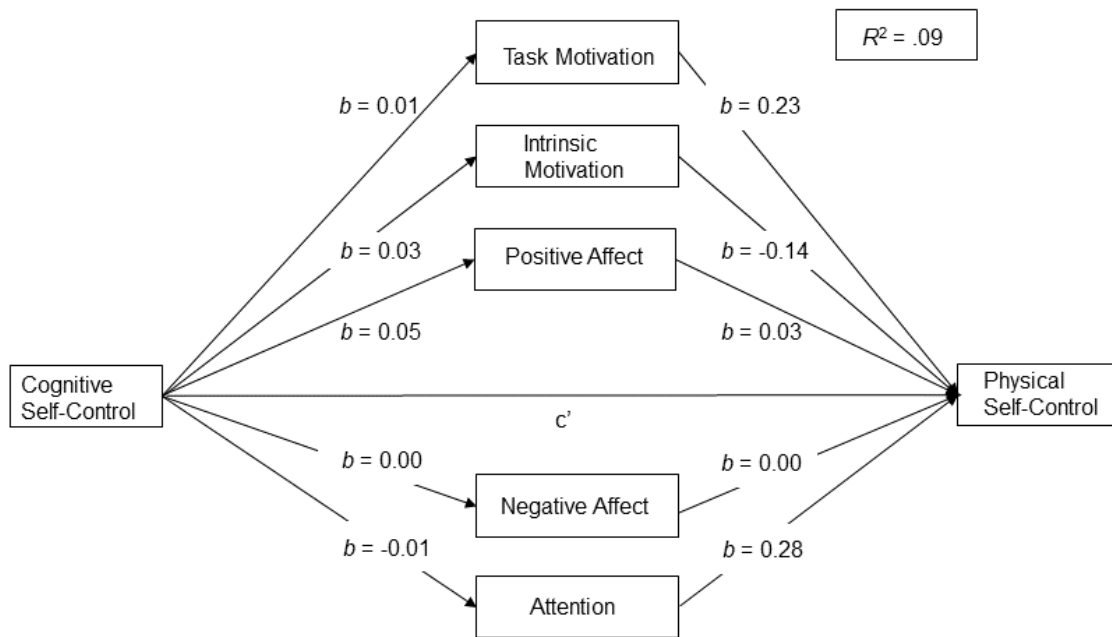 Task Motivation
R² = .09
b = 0.01
b = 0.23
Intrinsic
Motivation
b = 0.03
b = -0.14
Positive Affect
b = 0.05
b = 0.03
Cognitive
Self-Control
Physical
Self-Control
c’
b = 0.00
b = 0.00
Negative Affect
b = -0.01
b = 0.28
Attention